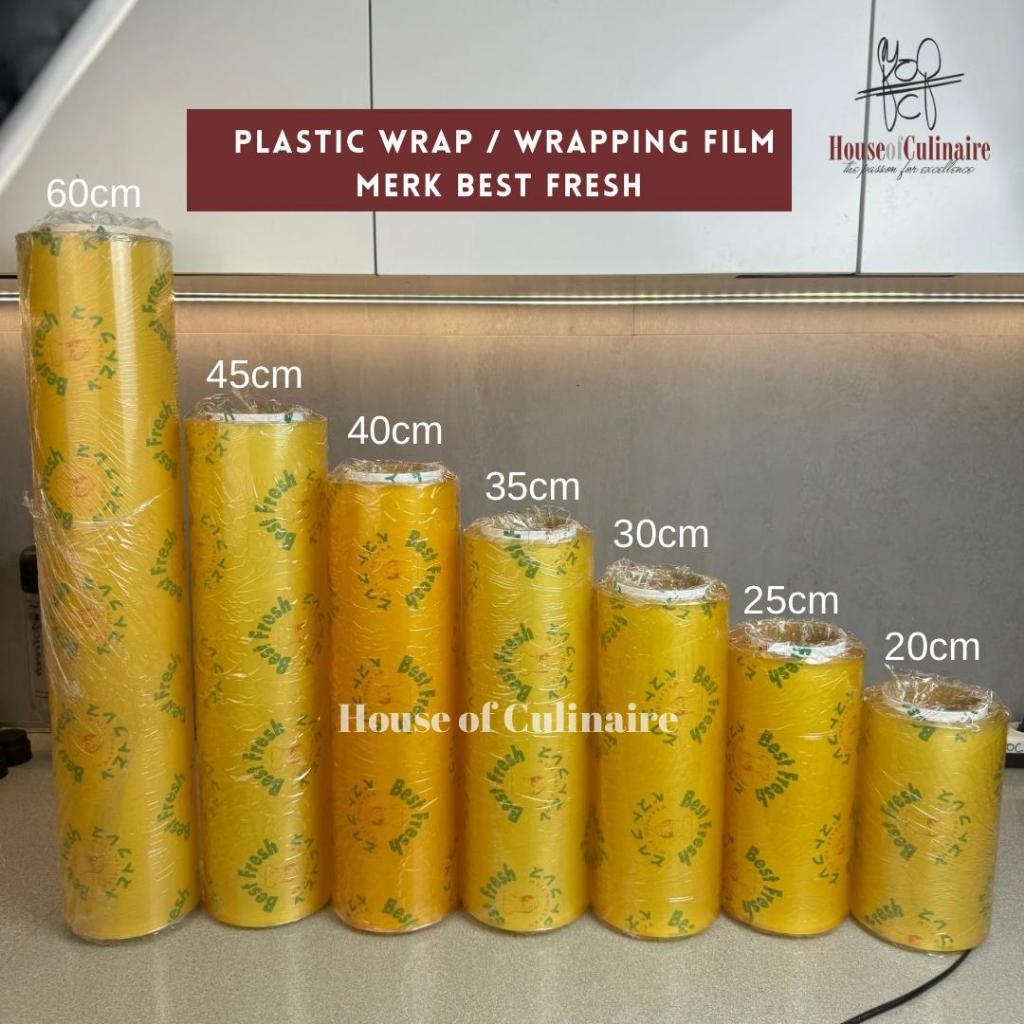 PLASTIC WRAP / WRAPPING FILM
MERK BEST FRESH
House of Culinaire
the passion for excellence
60cm
45cm
40cm
35cm
30cm
25cm
20cm
Best Fresh
House of Culinaire